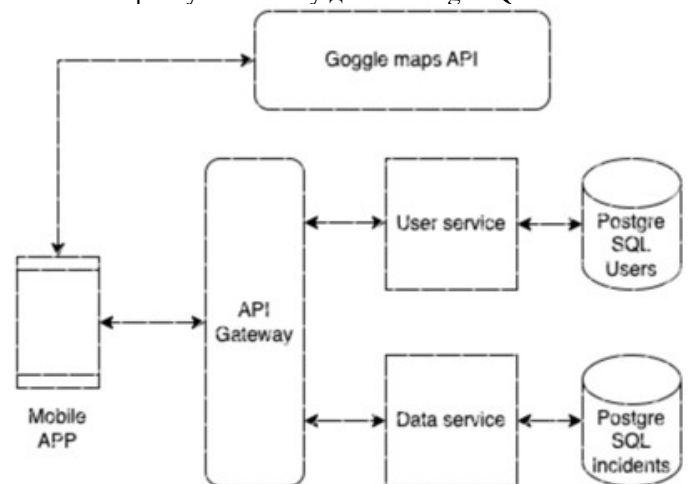 Goggle maps API
User service
Postgre
SQL
Users
API
Gateway
Mobile
APP
Data service
Postgre
SQL
incidents